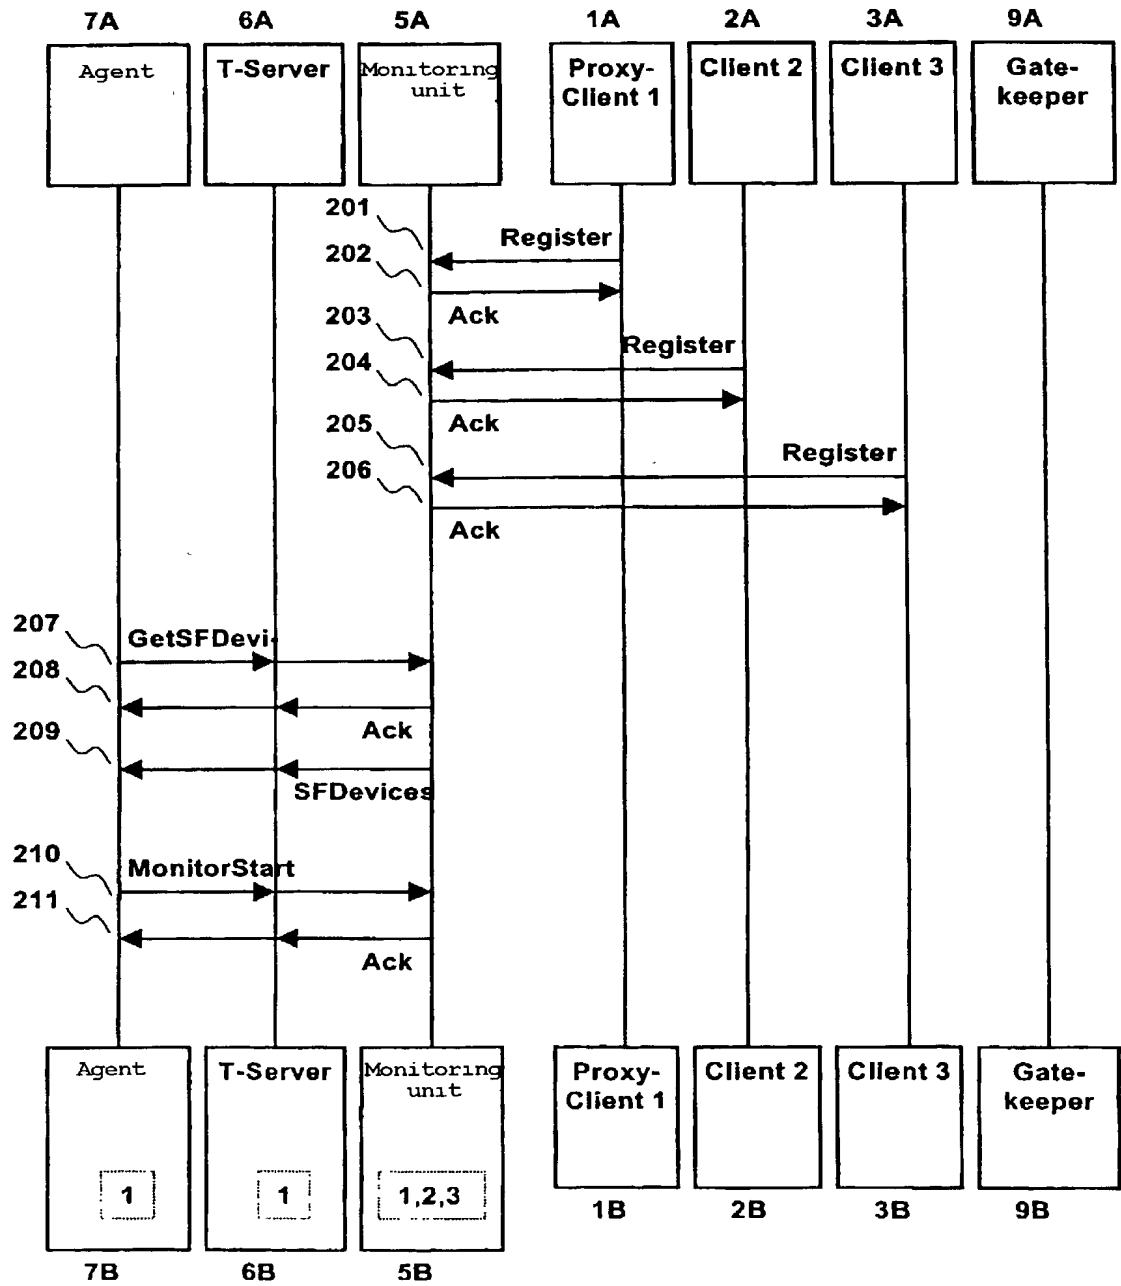 7A 6A 5A 1A 2A 3A 9A
Agent
T-Server
Monitoring
unit
Proxy-
Client 1
Client 2
Client 3
Gate-
keeper
201
Register
202
Ack
203
Register
204
Ack
205
Register
206
Ack
207
GetSFDevi-
208
Ack
209
SFDevices
210
MonitorStart
211
Ack
Agent
1
T-Server
1
Monitoring
unit
1,2,3
Proxy-
Client 1
Client 2
Client 3
Gate-
keeper
1B 2B 3B 9B
7B 6B 5B